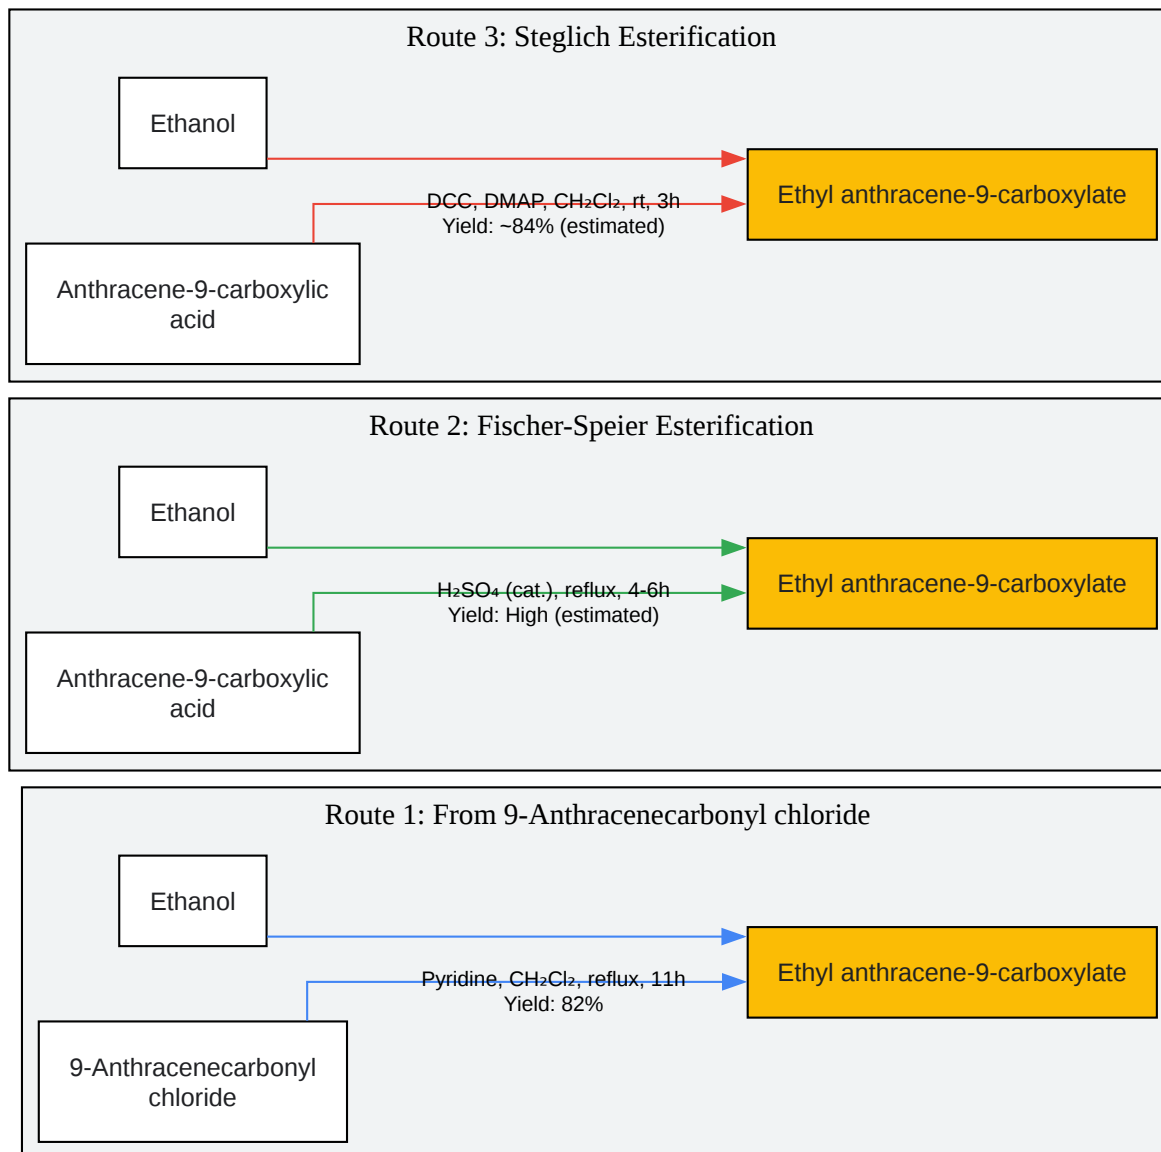 Route 3: Steglich Esterification
Ethanol
DCC, DMAP, CH₂Cl₂, rt, 3h
Yield: ~84% (estimated)
Ethyl anthracene-9-carboxylate
Anthracene-9-carboxylic
acid
Route 2: Fischer-Speier Esterification
Ethanol
H₂SO₄ (cat.), reflux, 4-6h
Yield: High (estimated)
Ethyl anthracene-9-carboxylate
Anthracene-9-carboxylic
acid
Route 1: From 9-Anthracenecarbonyl chloride
Ethanol
Pyridine, CH₂Cl₂, reflux, 11h
Yield: 82%
Ethyl anthracene-9-carboxylate
9-Anthracenecarbonyl
chloride